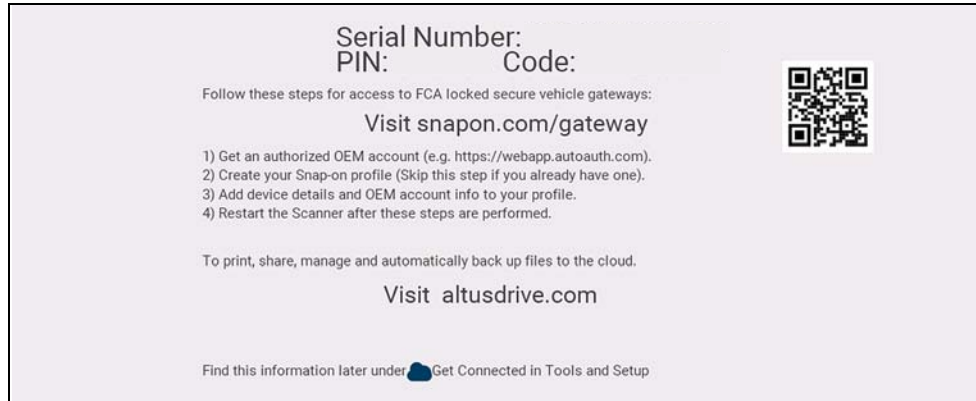 Serial Number:
PIN: Code:
Follow these steps for access to FCA locked secure vehicle gateways:
Visit snapon.com/gateway
1) Get an authorized OEM account (e.g. https://webapp.autoauth.com).
2) Create your Snap-on profile (Skip this step if you already have one).
3) Add device details and OEM account info to your profile.
4) Restart the Scanner after these steps are performed.
To print, share, manage and automatically back up files to the cloud.
Visit altusdrive.com
Find this information later under Get Connected in Tools and Setup